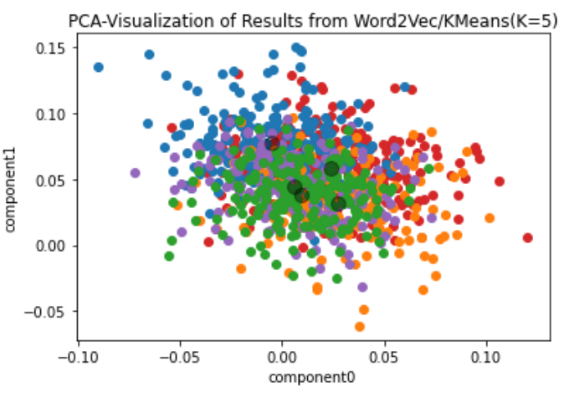 PCA-Visualization of Results from Word2Vec/KMeans(K=5)
0.15
0.10
0.05
0.00
−0.05
component1
−0.10 −0.05 0.00 0.05 0.10
component0